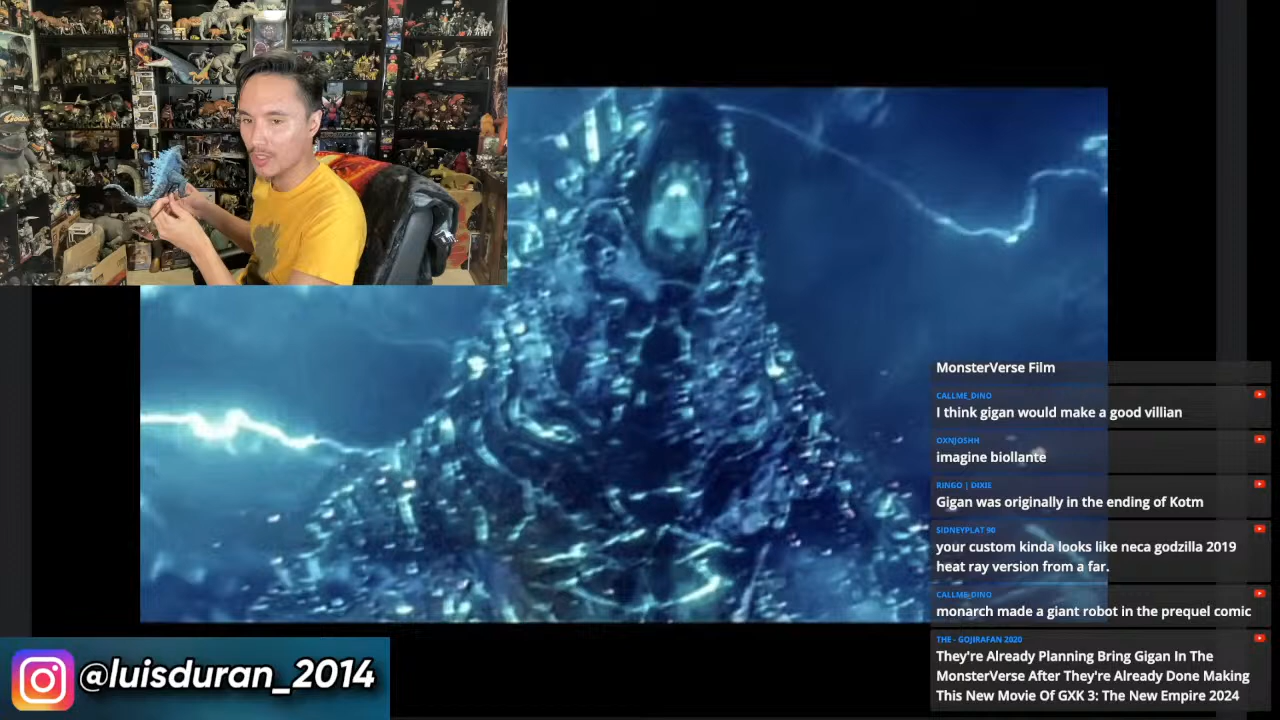 MonsterVerse Film
CALLME_DINO
I think gigan would make a good villian
OXNJOSHH
imagine biollante
RINGO | DIXIE
Gigan was originally in the ending of Kotm
SIDNEYPLAT 90
your custom kinda looks like neca godzilla 2019
heat ray version from a far.
CALLME_DINO
monarch made a giant robot in the prequel comic
THE - GOJIRAFAN 2020
They're Already Planning Bring Gigan In The
MonsterVerse After They're Already Done Making
This New Movie Of GXK 3: The New Empire 2024
@luisduran_2014